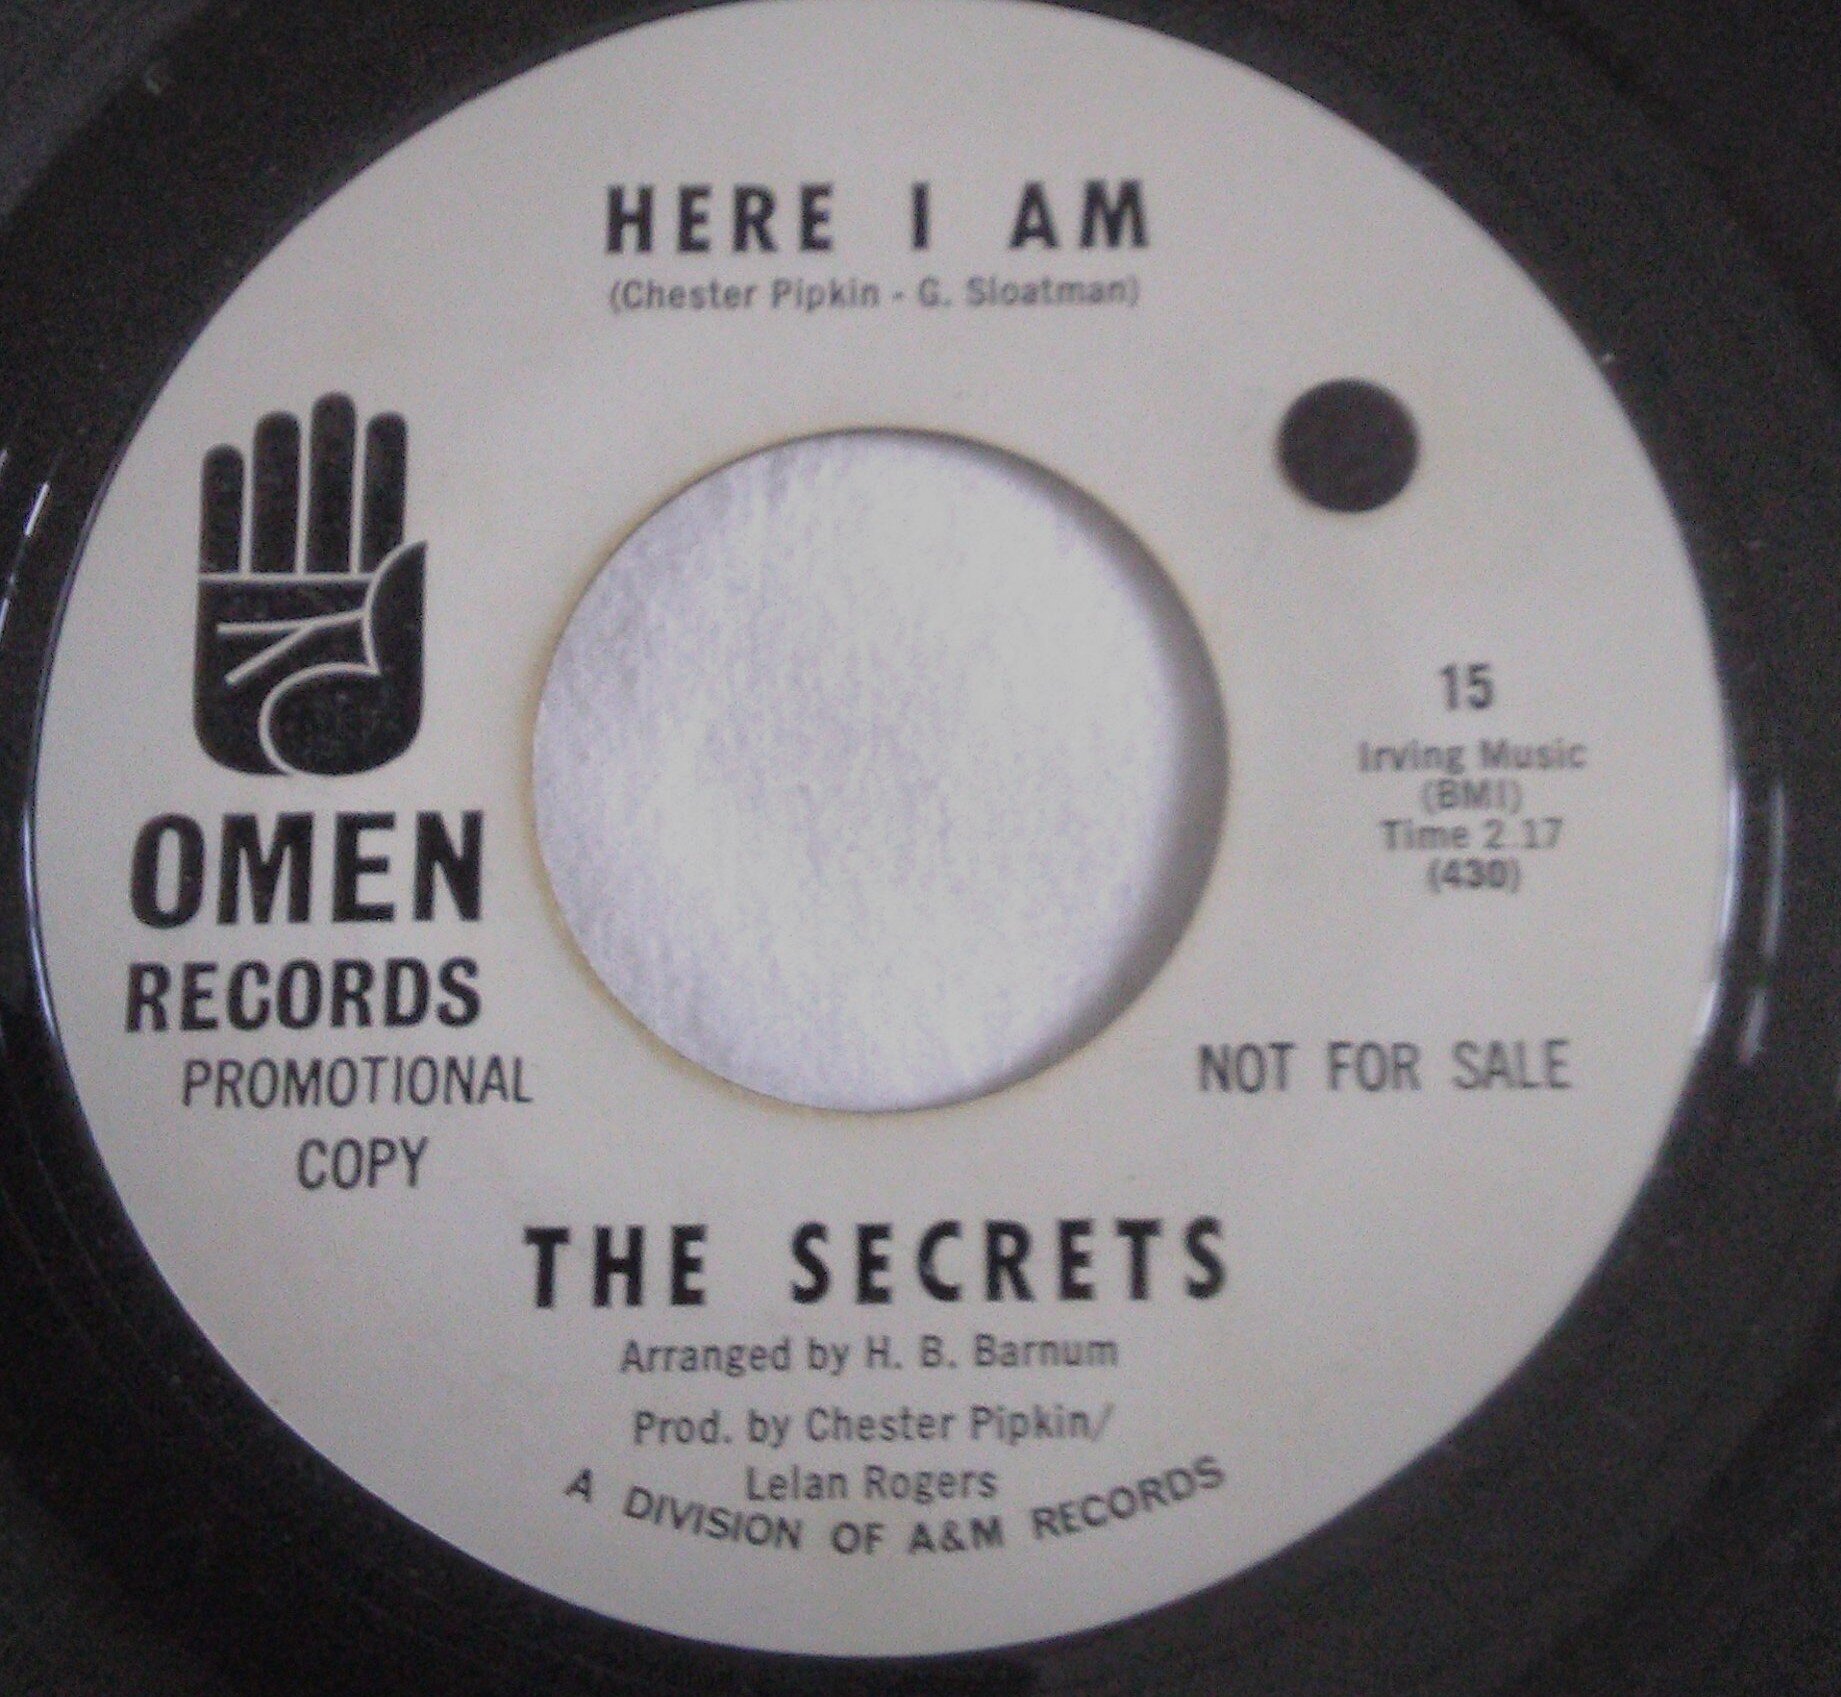 HERE I AM
(Chester Pipkin - G. Sloatman)
15
Irving Music
(BMI)
Time 2.17
(430)
OMEN
RECORDS
PROMOTIONAL
COPY
NOT FOR SALE
THE SECRETS
Arranged by H. B. Barnum
Prod. by Chester Pipkin/
Lelan Rogers
A DIVISION OF A&M RECORDS